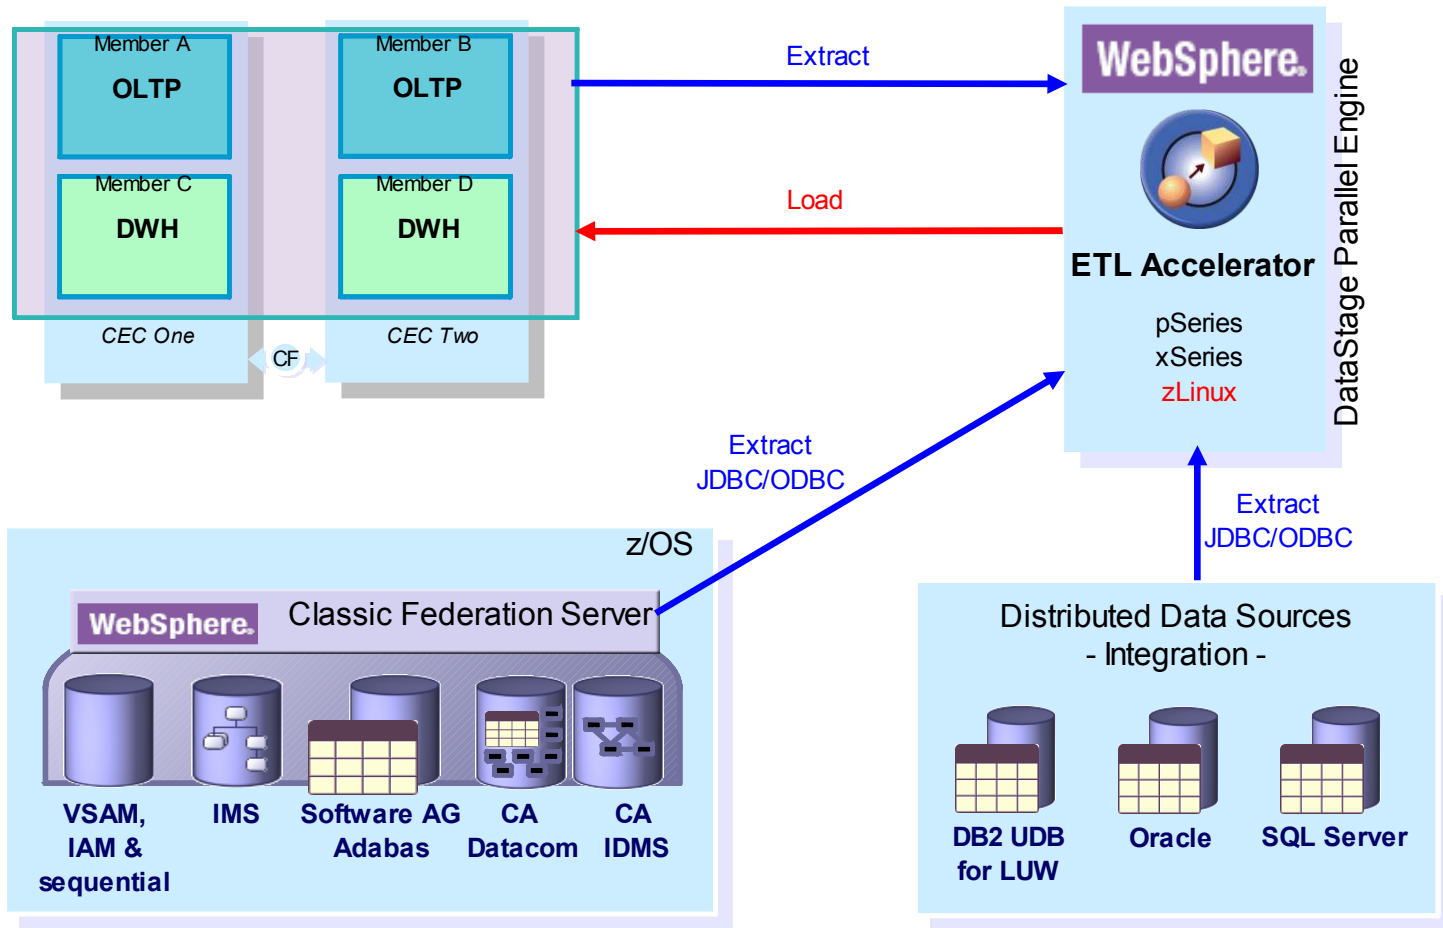 Member A
OLTP
Member B
OLTP
Member C
DWH
Member D
DWH
CEC One
CEC Two
CF
Extract
Load
WebSphere®
ETL Accelerator
pSeries
xSeries
zLinux
DataStage Parallel Engine
Extract
JDBC/ODBC
Extract
JDBC/ODBC
z/OS
WebSphere®
Classic Federation Server
VSAM,
IAM &
sequential
IMS
Software AG
Adabas
CA
Datacom
CA
IDMS
Distributed Data Sources
- Integration -
DB2 UDB
for LUW
Oracle
SQL Server